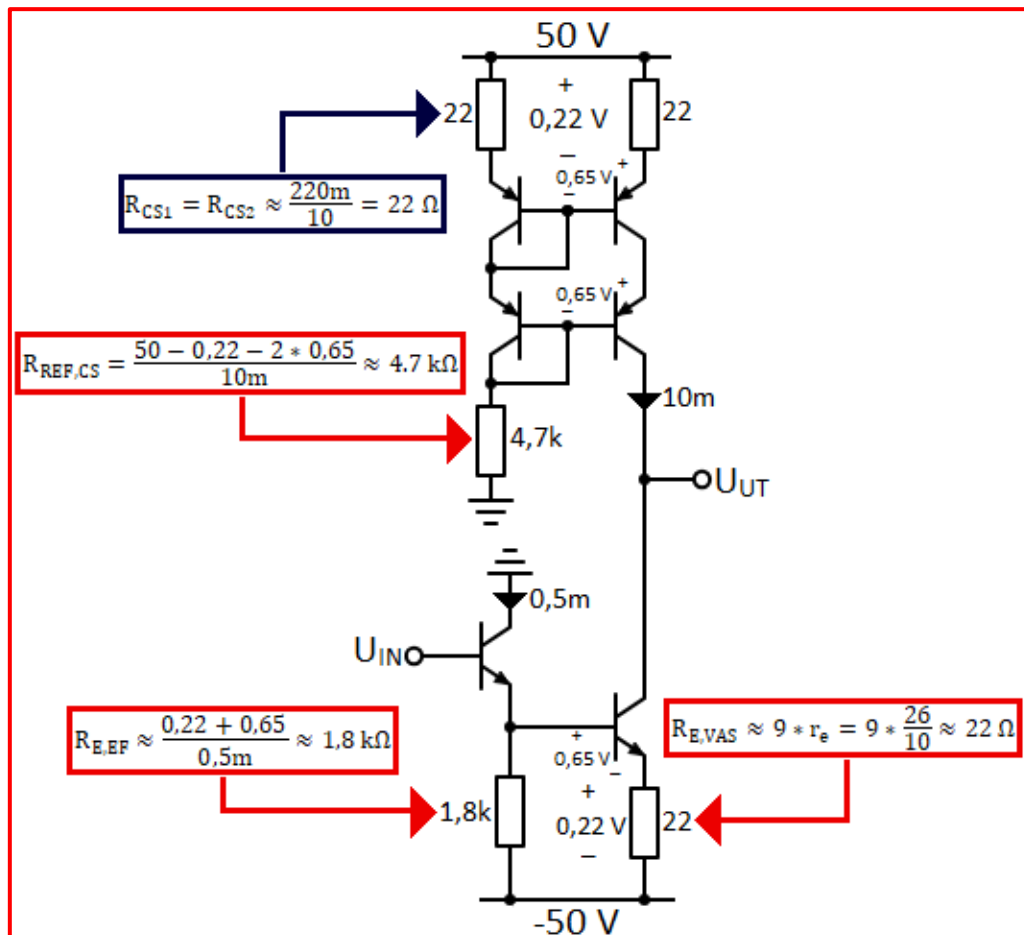 50 V
22
+
0,22 V
–
22
R_CS1 = R_CS2 ≈ 220m/10 = 22 Ω
0,65 V
+
–
0,65 V
+
–
R_REF,CS = (50 − 0,22 − 2 * 0,65)/10m ≈ 4.7 kΩ
10m
4,7k
U_UT
0,5m
U_IN
R_E,EF ≈ (0,22 + 0,65)/0,5m ≈ 1,8 kΩ
R_E,VAS ≈ 9 * r_e = 9 * 26/10 ≈ 22 Ω
+
0,65 V
–
1,8k
+
0,22 V
–
22
-50 V